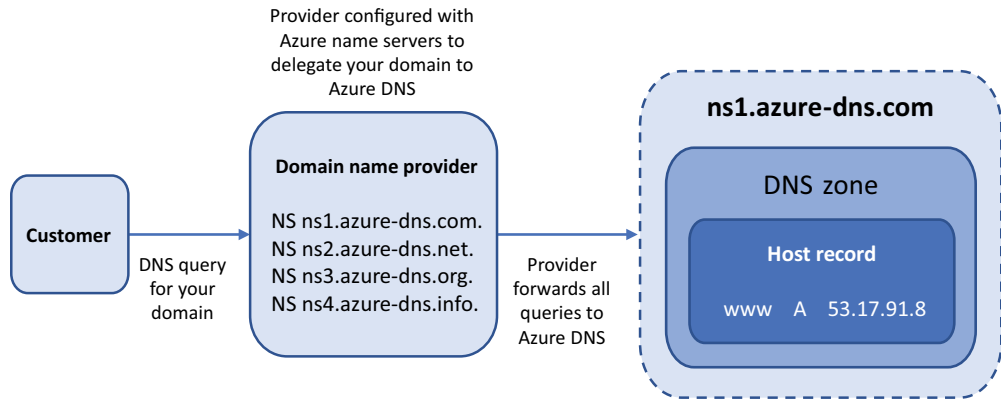 Provider configured with
Azure name servers to
delegate your domain to
Azure DNS
Customer
DNS query
for your
domain
Domain name provider
NS ns1.azure-dns.com.
NS ns2.azure-dns.net.
NS ns3.azure-dns.org.
NS ns4.azure-dns.info.
Provider
forwards all
queries to
Azure DNS
ns1.azure-dns.com
DNS zone
Host record
www A 53.17.91.8